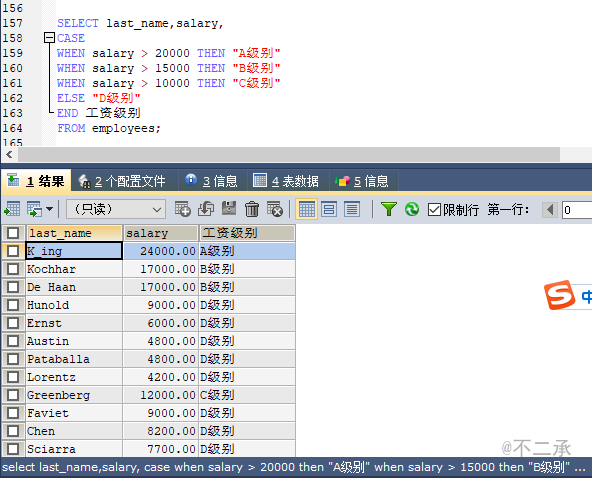 156
157 SELECT last_name,salary,
158 CASE
159 WHEN salary > 20000 THEN "A级别"
160 WHEN salary > 15000 THEN "B级别"
161 WHEN salary > 10000 THEN "C级别"
162 ELSE "D级别"
163 END 工资级别
164 FROM employees;
165
1 结果 2 个配置文件 3 信息 4 表数据 5 信息
（只读） 限制行 第一行: 0
last_name salary 工资级别
K_ing 24000.00 A级别
Kochhar 17000.00 B级别
De Haan 17000.00 B级别
Hunold 9000.00 D级别
Ernst 6000.00 D级别
Austin 4800.00 D级别
Pataballa 4800.00 D级别
Lorentz 4200.00 D级别
Greenberg 12000.00 C级别
Faviet 9000.00 D级别
Chen 8200.00 D级别
Sciarra 7700.00 D级别
S 中
@不二承
select last_name,salary, case when salary > 20000 then "A级别" when salary > 15000 then "B级别" ...